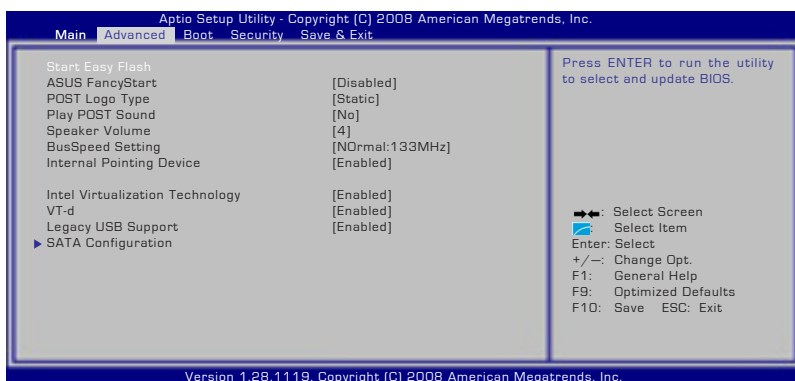 Aptio Setup Utility - Copyright (C) 2008 American Megatrends, Inc.
Main Advanced Boot Security Save & Exit
Start Easy Flash
ASUS FancyStart [Disabled]
POST Logo Type [Static]
Play POST Sound [No]
Speaker Volume [4]
BusSpeed Setting [NOrmal:133MHz]
Internal Pointing Device [Enabled]
Intel Virtualization Technology [Enabled]
VT-d [Enabled]
Legacy USB Support [Enabled]
SATA Configuration
Press ENTER to run the utility
to select and update BIOS.
: Select Screen
: Select Item
Enter: Select
+/—: Change Opt.
F1: General Help
F9: Optimized Defaults
F10: Save ESC: Exit
Version 1.28.1119. Copyright (C) 2008 American Megatrends, Inc.